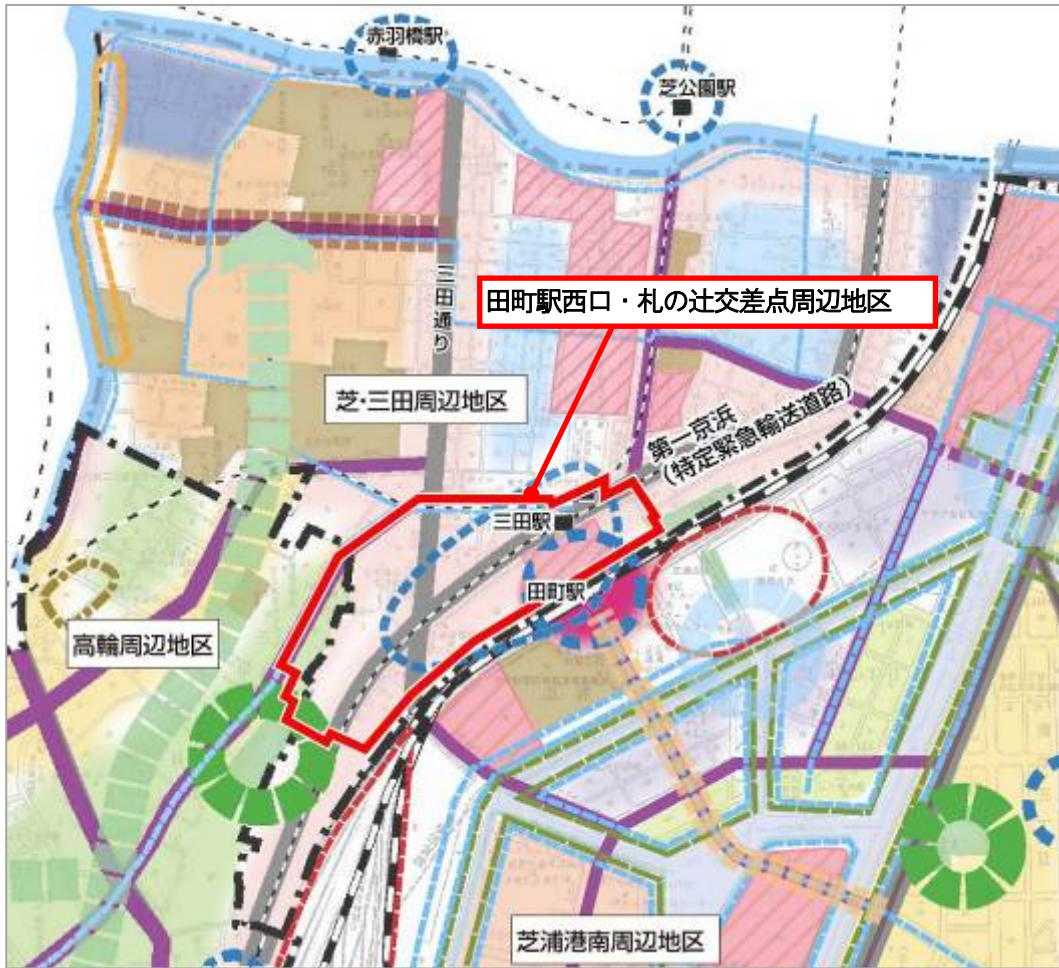 赤羽橋駅
芝公園駅
三田通り
田町駅西口・札の辻交差点周辺地区
芝・三田周辺地区
第一京浜
(特定緊急輸送道路)
三田駅
田町駅
高輪周辺地区
芝浦港南周辺地区